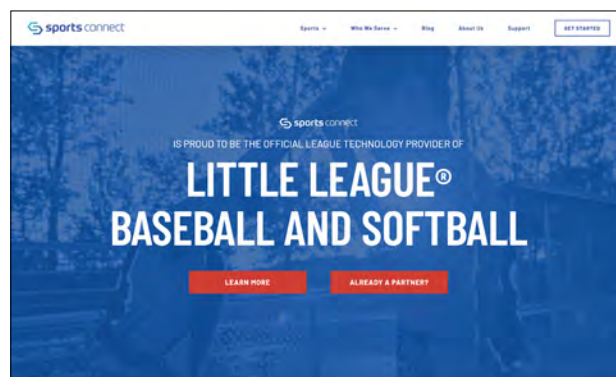 sports connect
Sports
Who We Serve
Blog
About Us
Support
GET STARTED
sports connect
IS PROUD TO BE THE OFFICIAL LEAGUE TECHNOLOGY PROVIDER OF
LITTLE LEAGUE®
BASEBALL AND SOFTBALL
LEARN MORE
ALREADY A PARTNER?